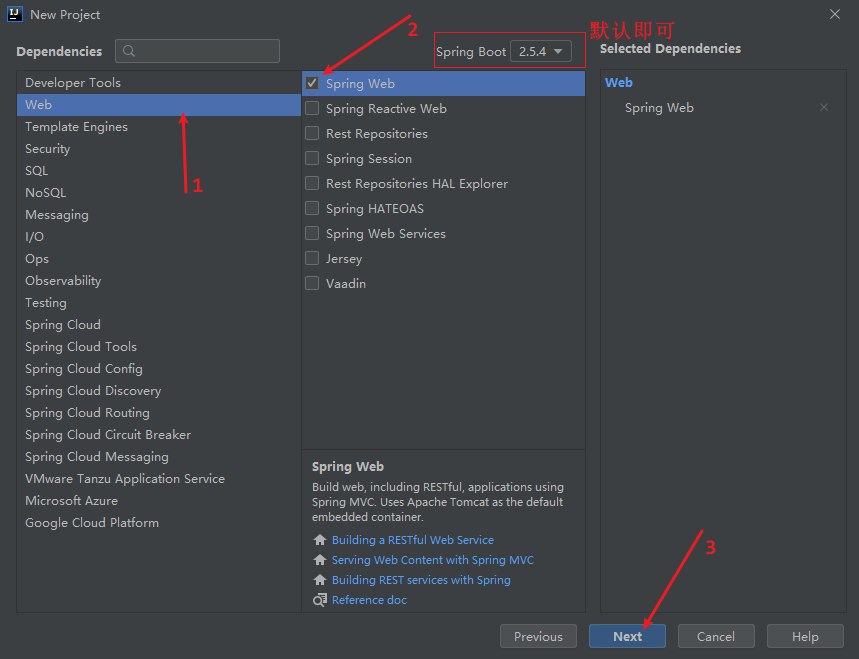 New Project
Dependencies
2
Spring Boot 2.5.4
默认即可
Selected Dependencies
Developer Tools
Web
Template Engines
Security
SQL
NoSQL
Messaging
I/O
Ops
Observability
Testing
Spring Cloud
Spring Cloud Tools
Spring Cloud Config
Spring Cloud Discovery
Spring Cloud Routing
Spring Cloud Circuit Breaker
Spring Cloud Messaging
VMware Tanzu Application Service
Microsoft Azure
Google Cloud Platform
1
Spring Web
Spring Reactive Web
Rest Repositories
Spring Session
Rest Repositories HAL Explorer
Spring HATEOAS
Spring Web Services
Jersey
Vaadin
Spring Web
Build web, including RESTful, applications using
Spring MVC. Uses Apache Tomcat as the default
embedded container.
Building a RESTful Web Service
Serving Web Content with Spring MVC
Building REST services with Spring
Reference doc
Web
Spring Web
3
Previous
Next
Cancel
Help